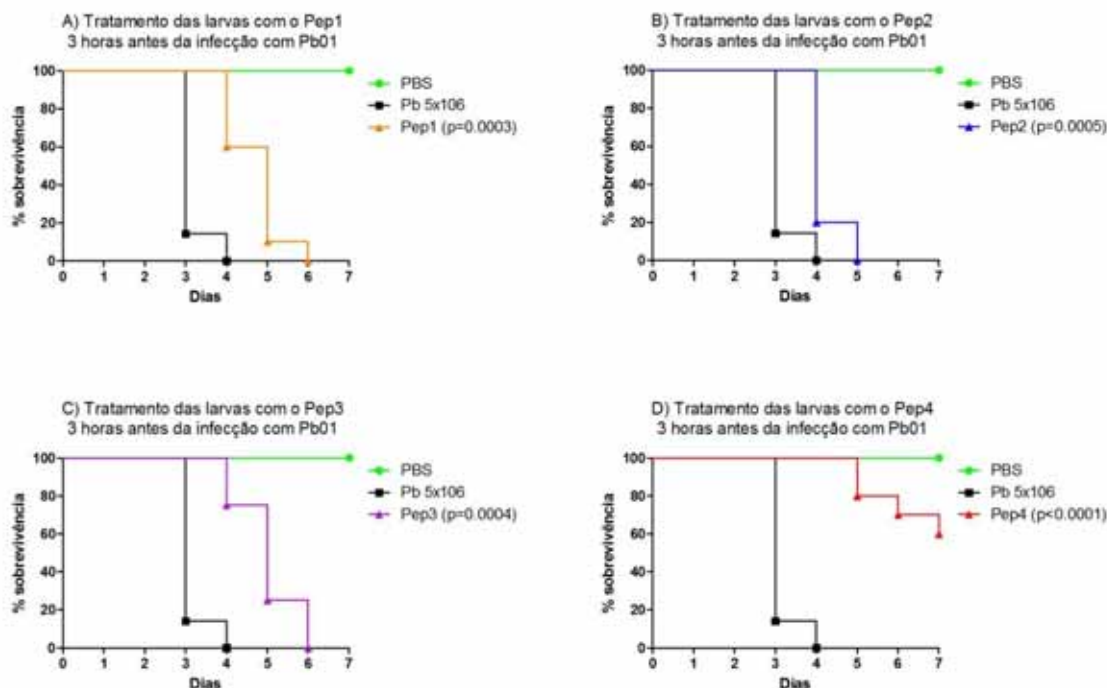 A) Tratamento das larvas com o Pep1
3 horas antes da infecção com Pb01
% sobrevivência
100
80
60
40
20
0
0 1 2 3 4 5 6 7
Dias
PBS
Pb 5x106
Pep1 (p=0.0003)
B) Tratamento das larvas com o Pep2
3 horas antes da infecção com Pb01
% sobrevivência
100
80
60
40
20
0
0 1 2 3 4 5 6 7
Dias
PBS
Pb 5x106
Pep2 (p=0.0005)
C) Tratamento das larvas com o Pep3
3 horas antes da infecção com Pb01
% sobrevivência
100
80
60
40
20
0
0 1 2 3 4 5 6 7
Dias
PBS
Pb 5x106
Pep3 (p=0.0004)
D) Tratamento das larvas com o Pep4
3 horas antes da infecção com Pb01
% sobrevivência
100
80
60
40
20
0
0 1 2 3 4 5 6 7
Dias
PBS
Pb 5x106
Pep4 (p<0.0001)